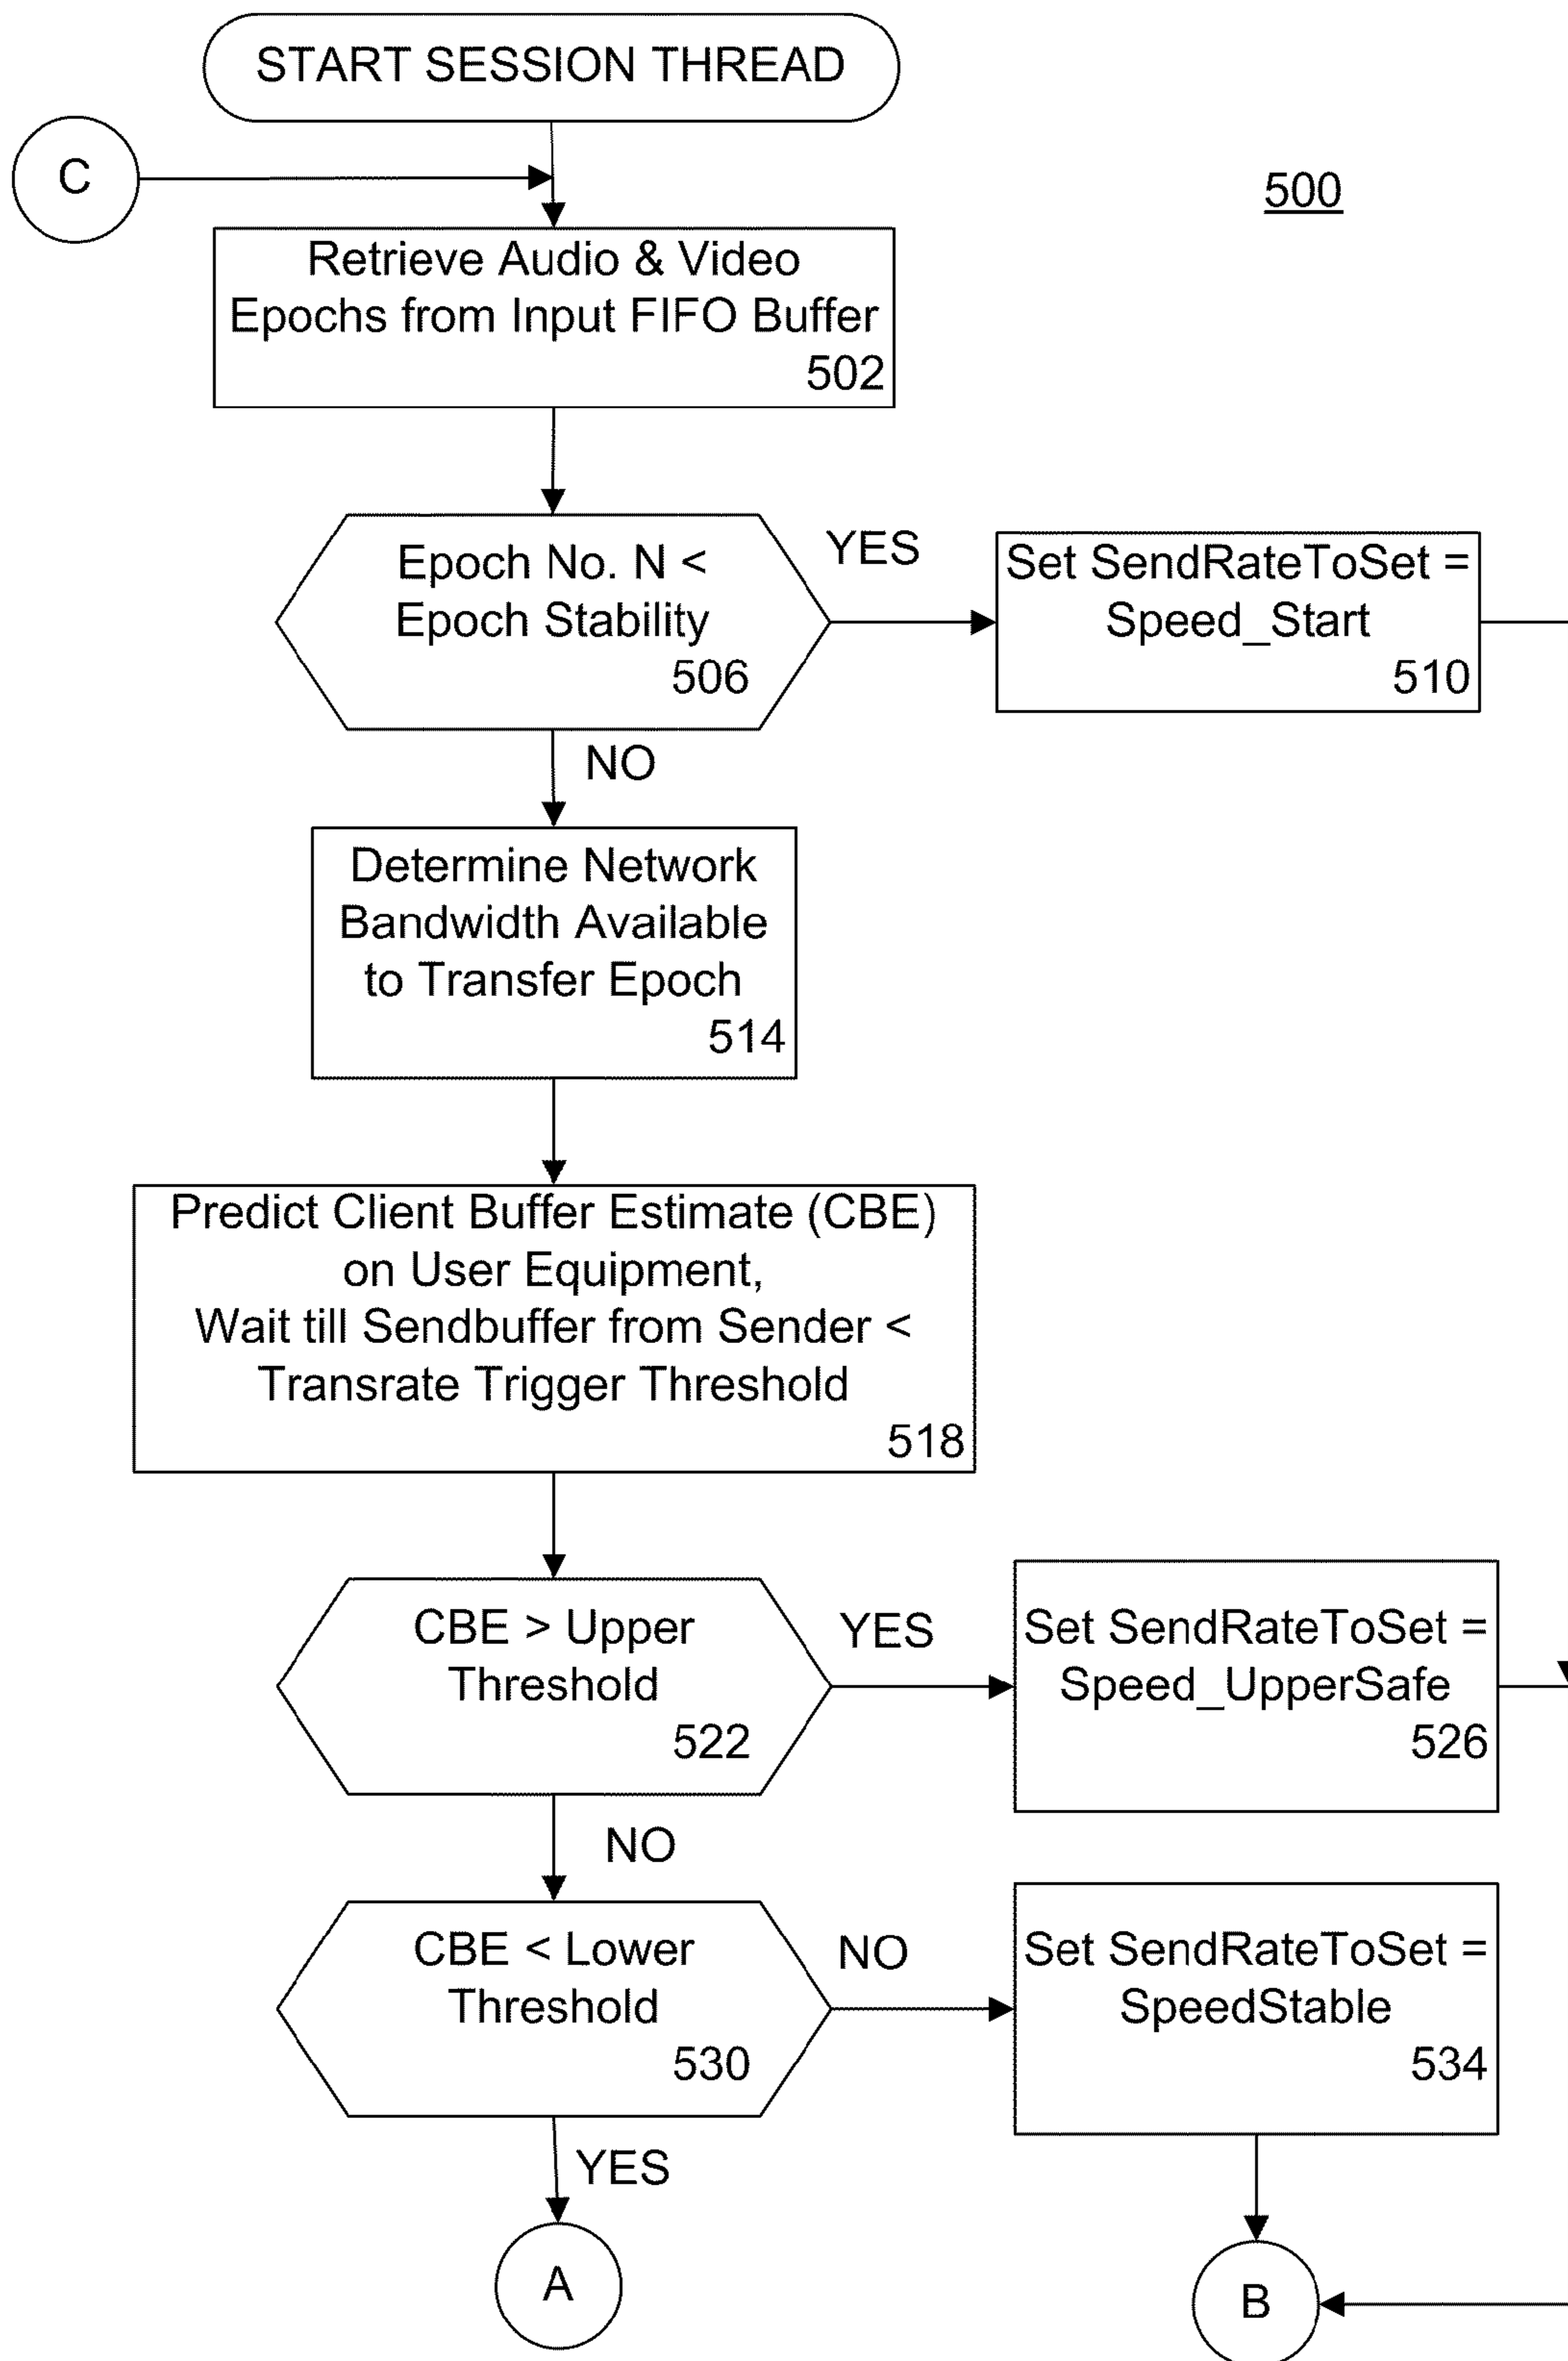 START SESSION THREAD
C
500
Retrieve Audio & Video
Epochs from Input FIFO Buffer
502
Epoch No. N <
Epoch Stability
506
YES
Set SendRateToSet =
Speed_Start
510
NO
Determine Network
Bandwidth Available
to Transfer Epoch
514
Predict Client Buffer Estimate (CBE)
on User Equipment,
Wait till Sendbuffer from Sender <
Transrate Trigger Threshold
518
CBE > Upper
Threshold
522
YES
Set SendRateToSet =
Speed_UpperSafe
526
NO
CBE < Lower
Threshold
530
NO
Set SendRateToSet =
SpeedStable
534
YES
A
B